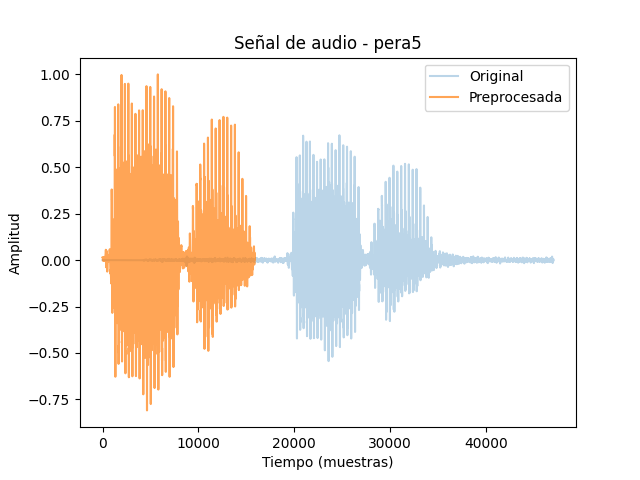 Señal de audio - pera5
Original
Preprocesada
Amplitud
1.00
0.75
0.50
0.25
0.00
−0.25
−0.50
−0.75
0
10000
20000
30000
40000
Tiempo (muestras)